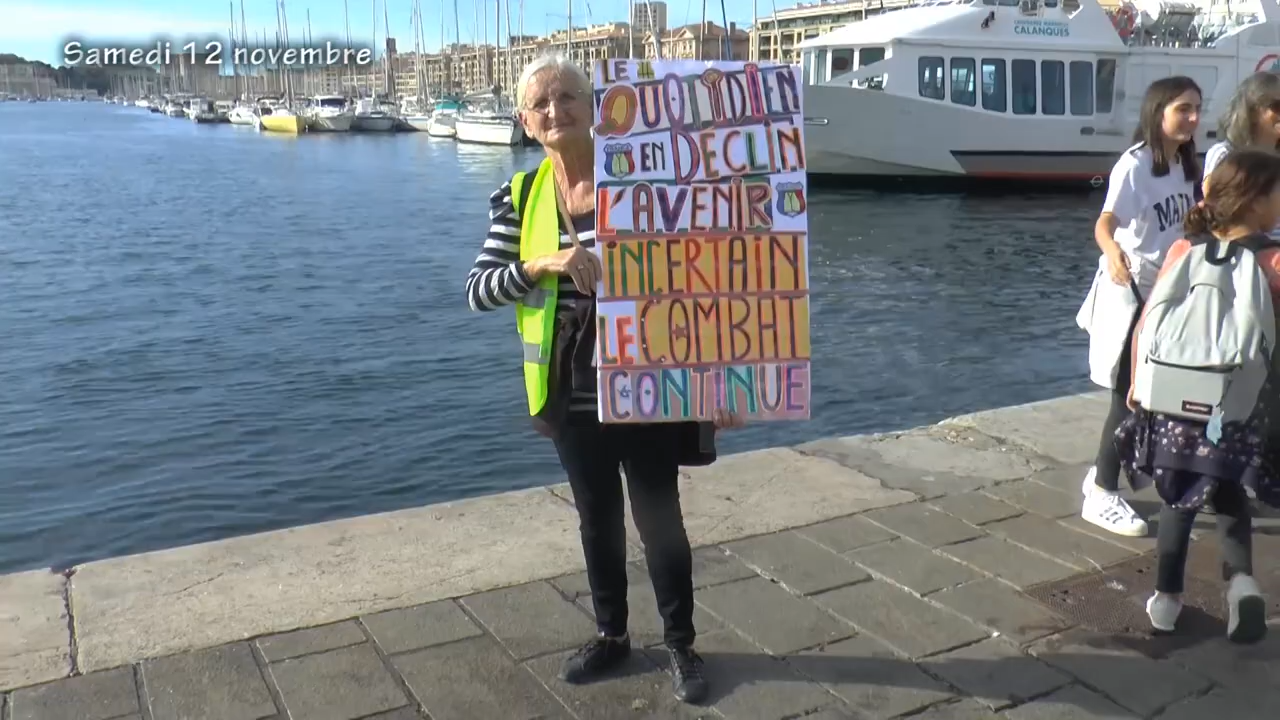 Samedi 12 novembre
CALANQUES
LE
QUOTIDIEN
EN DECLIN
L'AVENIR
INCERTAIN
LE COMBAT
CONTINUE